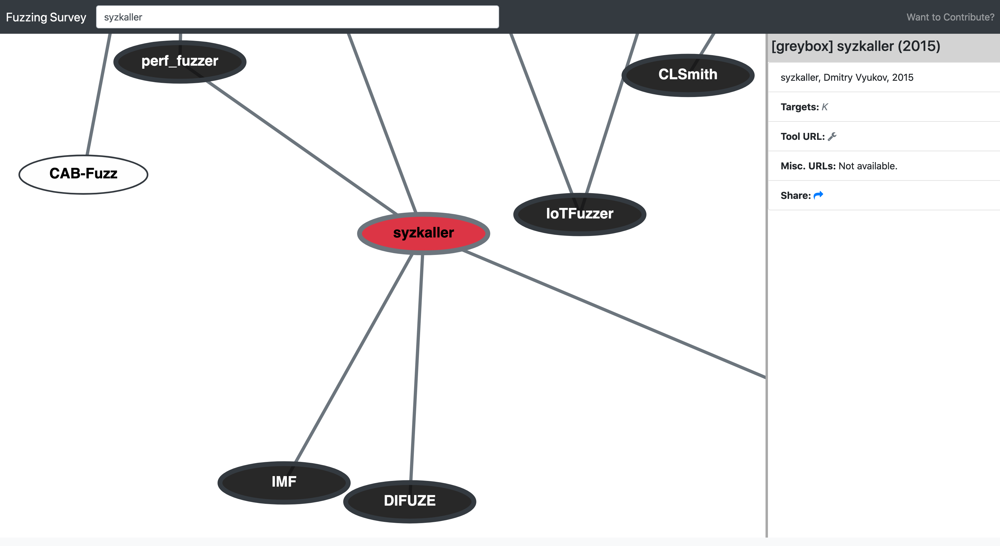 Fuzzing Survey
syzkaller
Want to Contribute?
perf_fuzzer
CLSmith
CAB-Fuzz
IoTFuzzer
syzkaller
IMF
DIFUZE
[greybox] syzkaller (2015)
syzkaller, Dmitry Vyukov, 2015
Targets: K
Tool URL:
Misc. URLs: Not available.
Share: